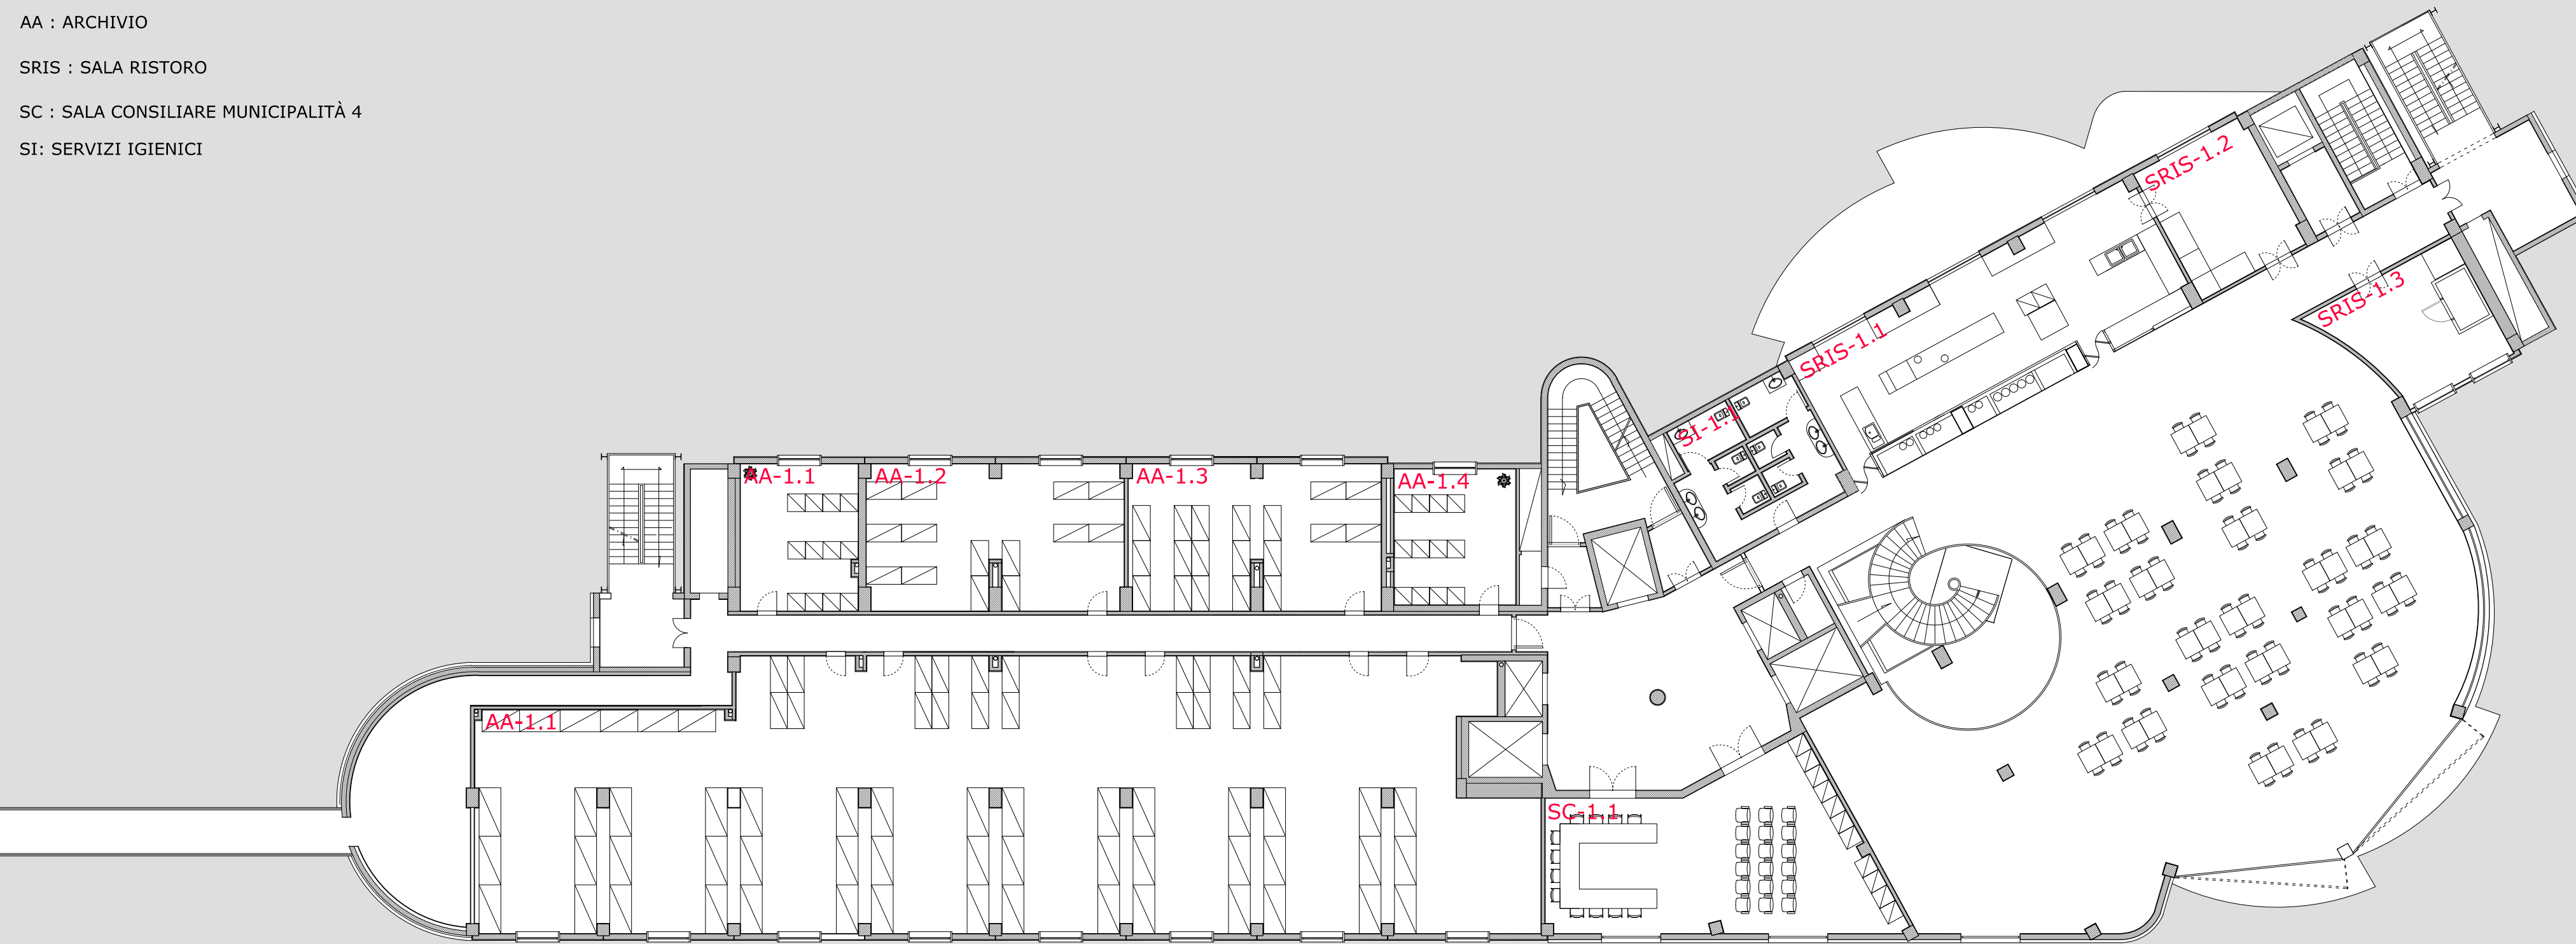 AA : ARCHIVIO
SRIS : SALA RISTORO
SC : SALA CONSILIARE MUNICIPALITÀ 4
SI: SERVIZI IGIENICI
SRIS-1.2
SRIS-1.3
SRIS-1.1
SI-1.1
AA-1.1
AA-1.2
AA-1.3
AA-1.4
AA-1.1
SC-1.1